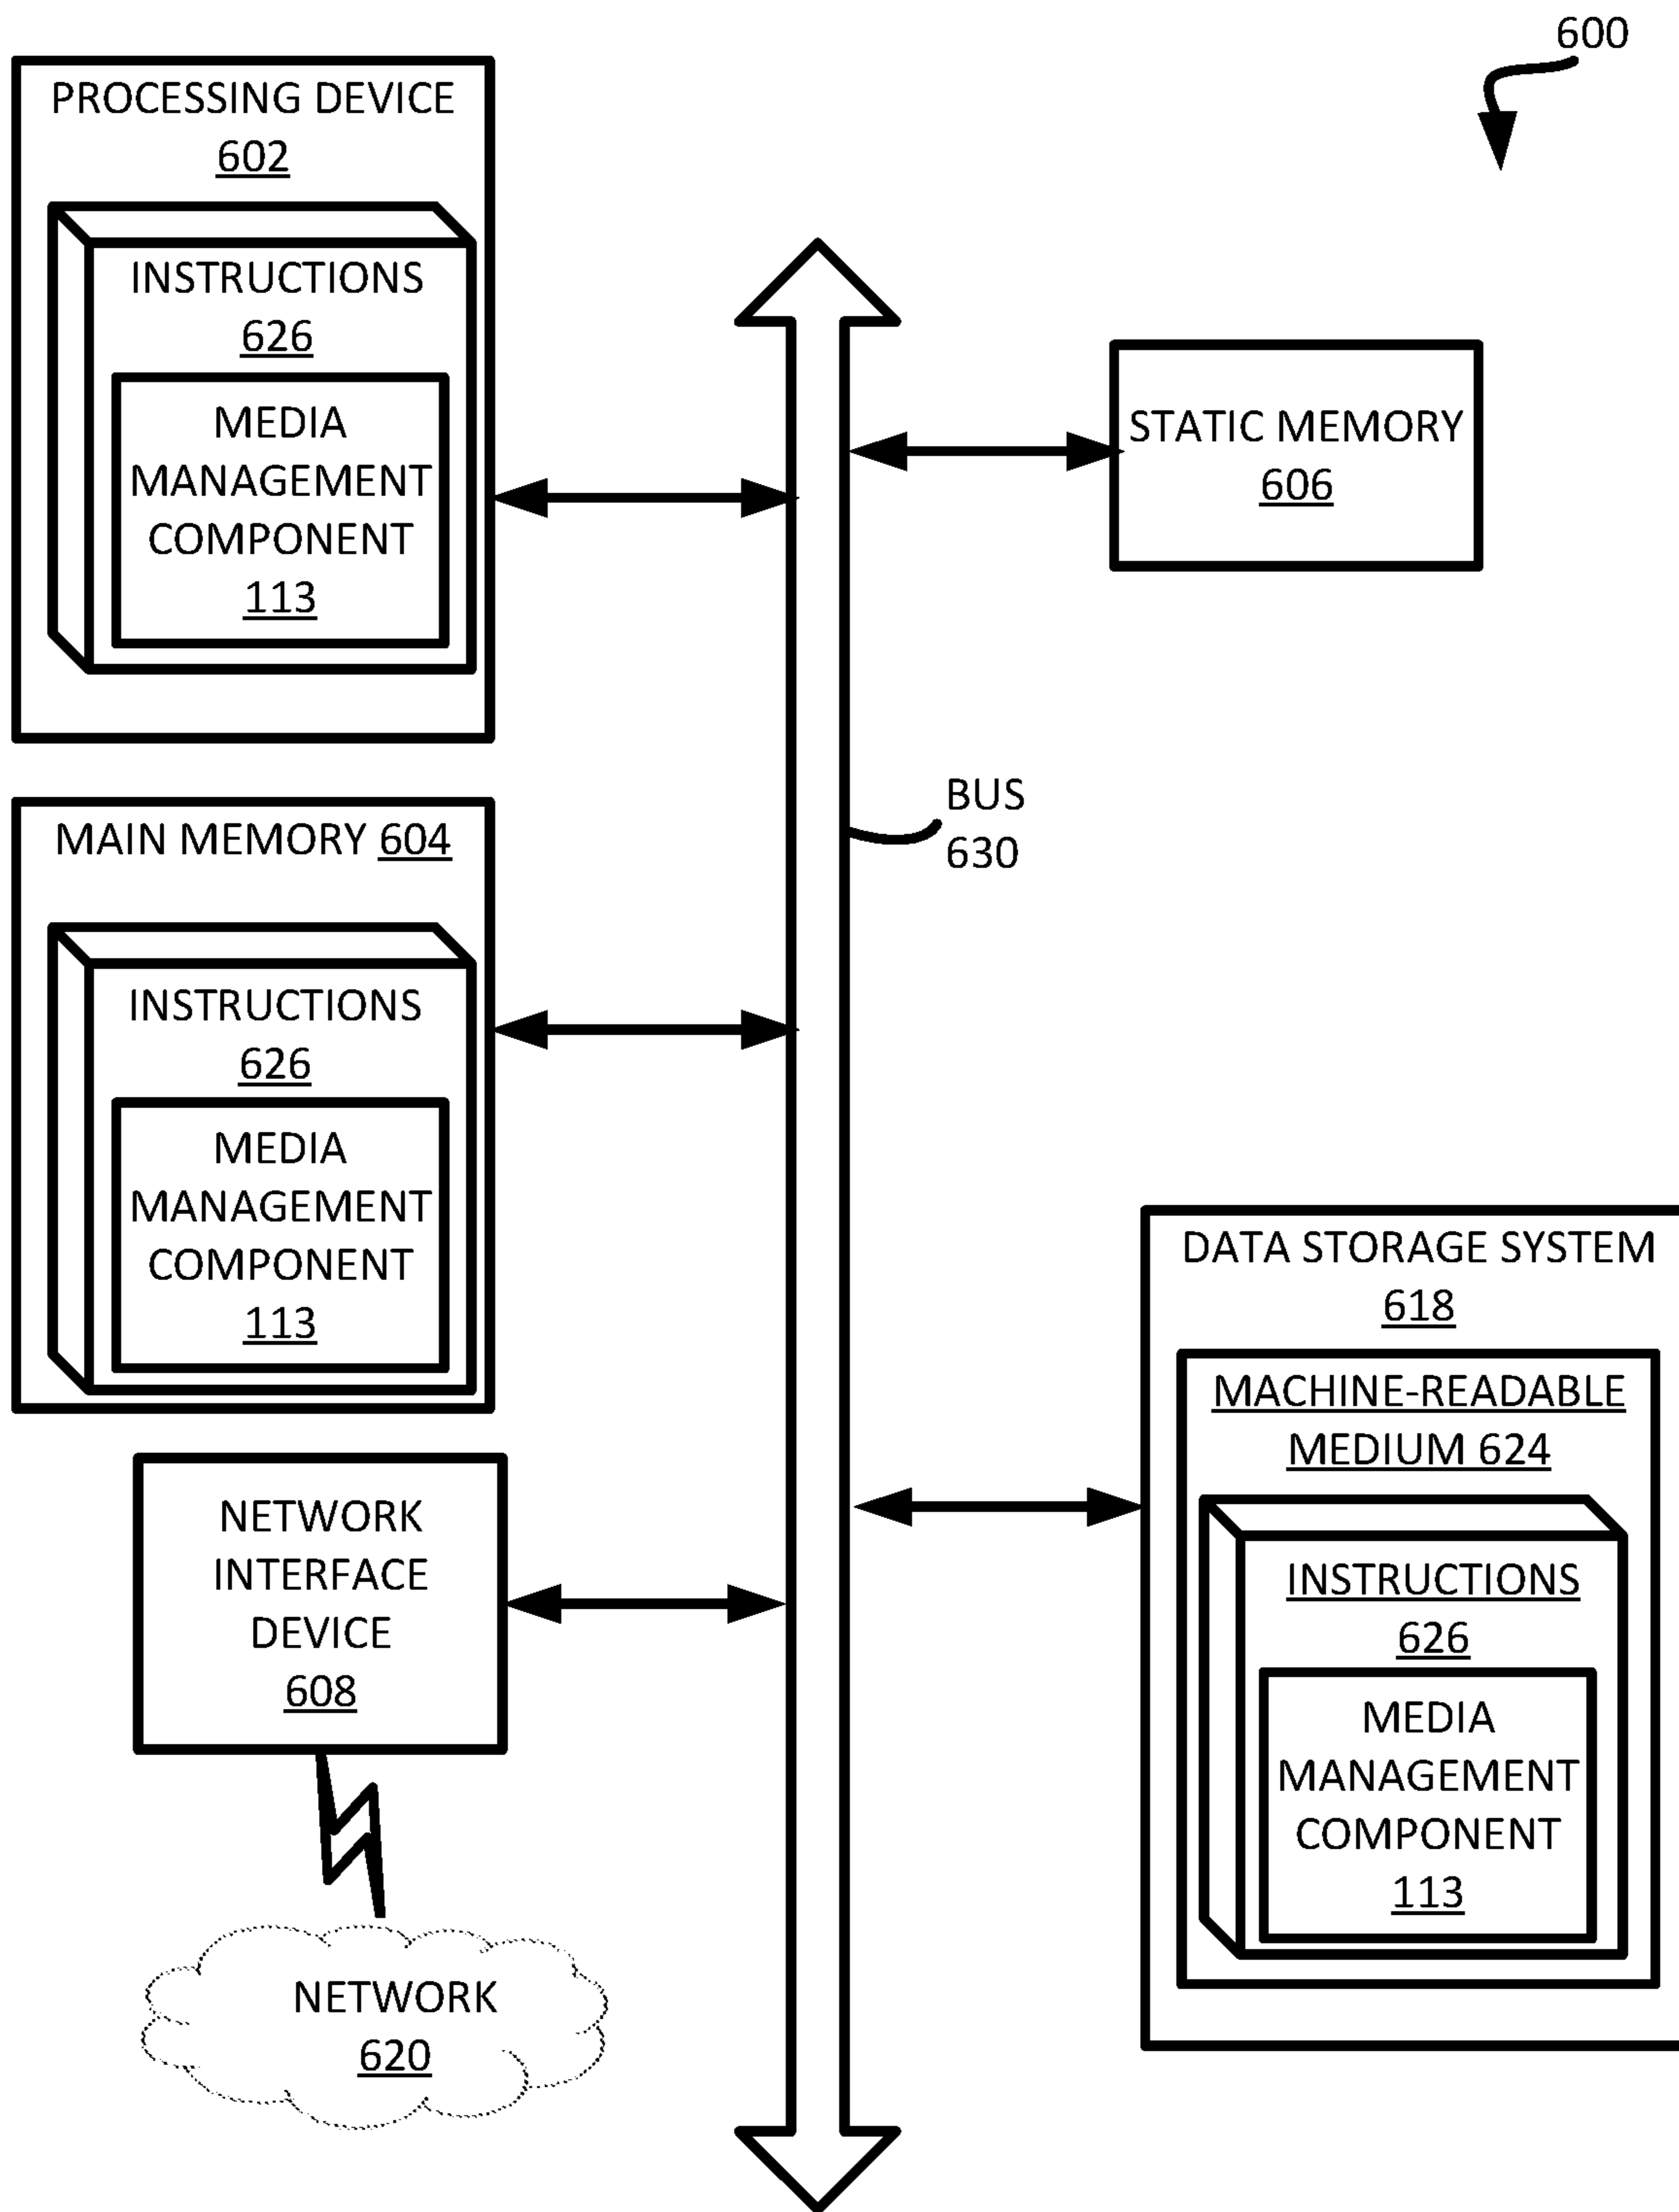 600
PROCESSING DEVICE
602
INSTRUCTIONS
626
MEDIA
MANAGEMENT
COMPONENT
113
STATIC MEMORY
606
BUS
630
MAIN MEMORY 604
INSTRUCTIONS
626
MEDIA
MANAGEMENT
COMPONENT
113
DATA STORAGE SYSTEM
618
MACHINE-READABLE
MEDIUM 624
INSTRUCTIONS
626
MEDIA
MANAGEMENT
COMPONENT
113
NETWORK
INTERFACE
DEVICE
608
NETWORK
620